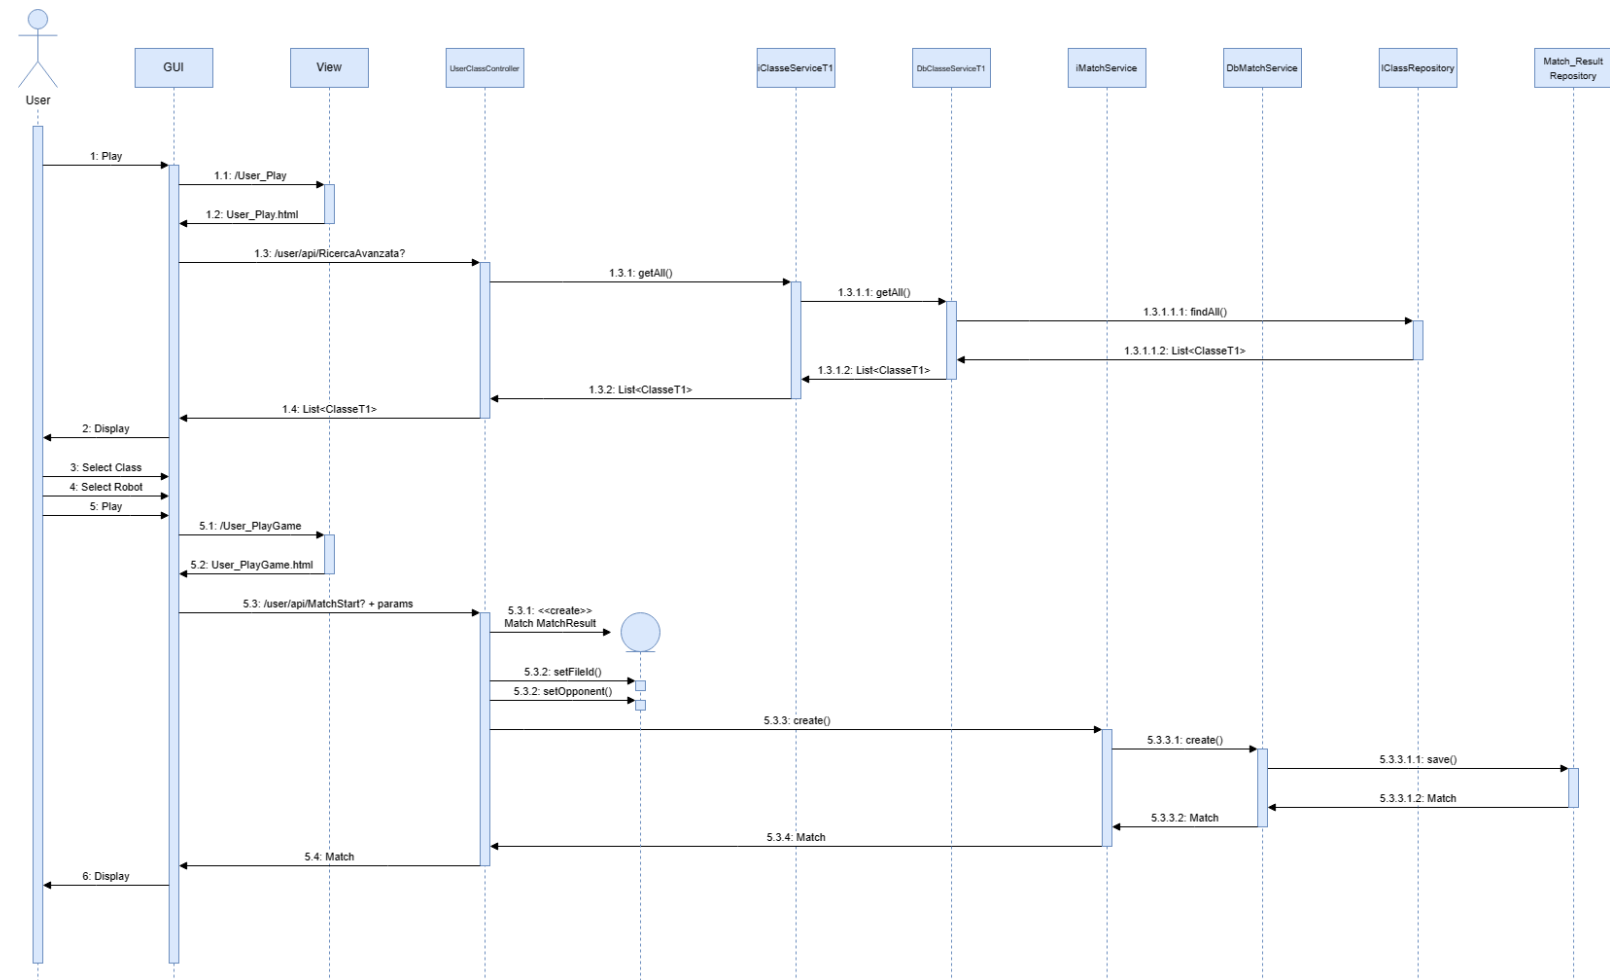 User
GUI
View
UserClassController
iClasseServiceT1
DbClasseServiceT1
iMatchService
DbMatchService
IClassRepository
Match_Result
Repository
1: Play
1.1: /User_Play
1.2: User_Play.html
1.3: /user/api/RicercaAvanzata?
1.3.1: getAll()
1.3.1.1: getAll()
1.3.1.1.1: findAll()
1.3.1.1.2: List<ClasseT1>
1.3.1.2: List<ClasseT1>
1.3.2: List<ClasseT1>
1.4: List<ClasseT1>
2: Display
3: Select Class
4: Select Robot
5: Play
5.1: /User_PlayGame
5.2: User_PlayGame.html
5.3: /user/api/MatchStart? + params
5.3.1: <<create>>
Match MatchResult
5.3.2: setFileId()
5.3.2: setOpponent()
5.3.3: create()
5.3.3.1: create()
5.3.3.1.1: save()
5.3.3.1.2: Match
5.3.3.2: Match
5.3.4: Match
5.4: Match
6: Display